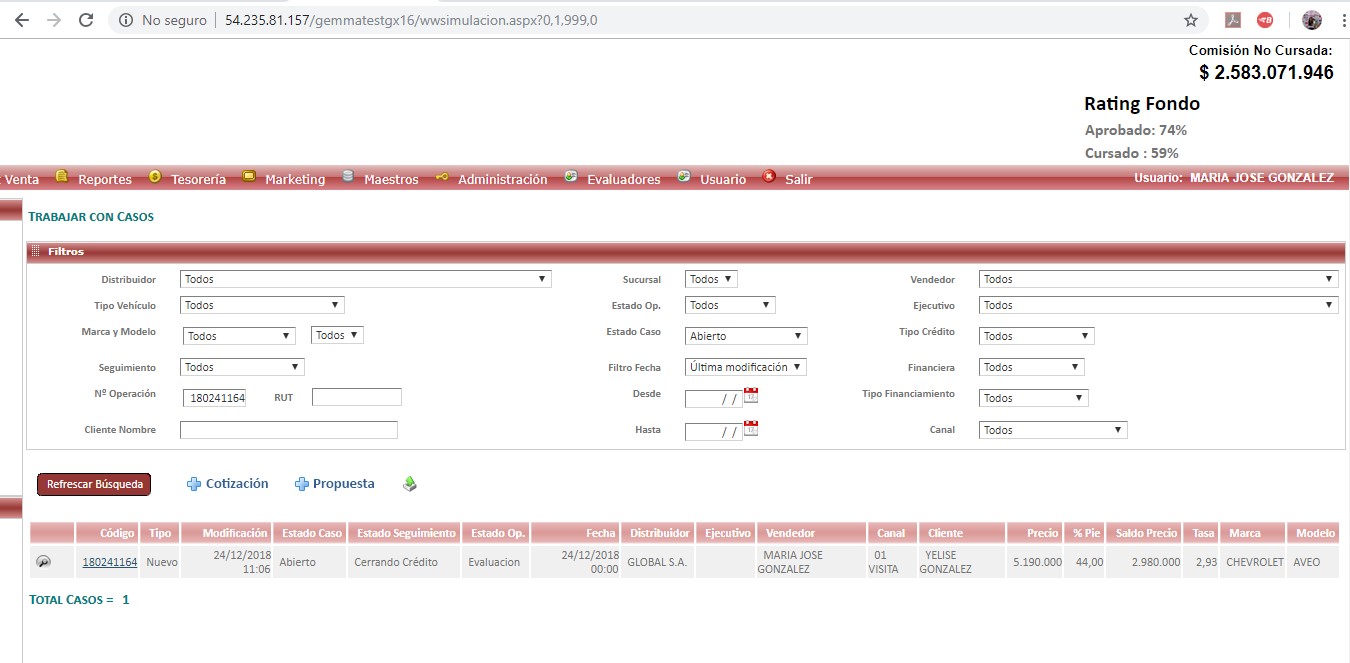 No seguro | 54.235.81.157/gemmatestgx16/wwsimulacion.aspx?0,1,999,0
Comisión No Cursada:
$ 2.583.071.946
Rating Fondo
Aprobado: 74%
Cursado : 59%
Venta Reportes Tesorería Marketing Maestros Administración Evaluadores Usuario Salir Usuario: MARIA JOSE GONZALEZ
TRABAJAR CON CASOS
Filtros
Distribuidor Todos Sucursal Todos Vendedor Todos
Tipo Vehículo Todos Estado Op. Todos Ejecutivo Todos
Marca y Modelo Todos Todos Estado Caso Abierto Tipo Crédito Todos
Seguimiento Todos Filtro Fecha Última modificación Financiera Todos
Nº Operación 180241164 RUT Desde / / Tipo Financiamiento Todos
Cliente Nombre Hasta / / Canal Todos
Refrescar Búsqueda Cotización Propuesta
Código Tipo Modificación Estado Caso Estado Seguimiento Estado Op. Fecha Distribuidor Ejecutivo Vendedor Canal Cliente Precio % Pie Saldo Precio Tasa Marca Modelo
180241164 Nuevo 24/12/2018 11:06 Abierto Cerrando Crédito Evaluacion 24/12/2018 00:00 GLOBAL S.A. MARIA JOSE GONZALEZ 01 VISITA YELISE GONZALEZ 5.190.000 44,00 2.980.000 2,93 CHEVROLET AVEO
TOTAL CASOS = 1